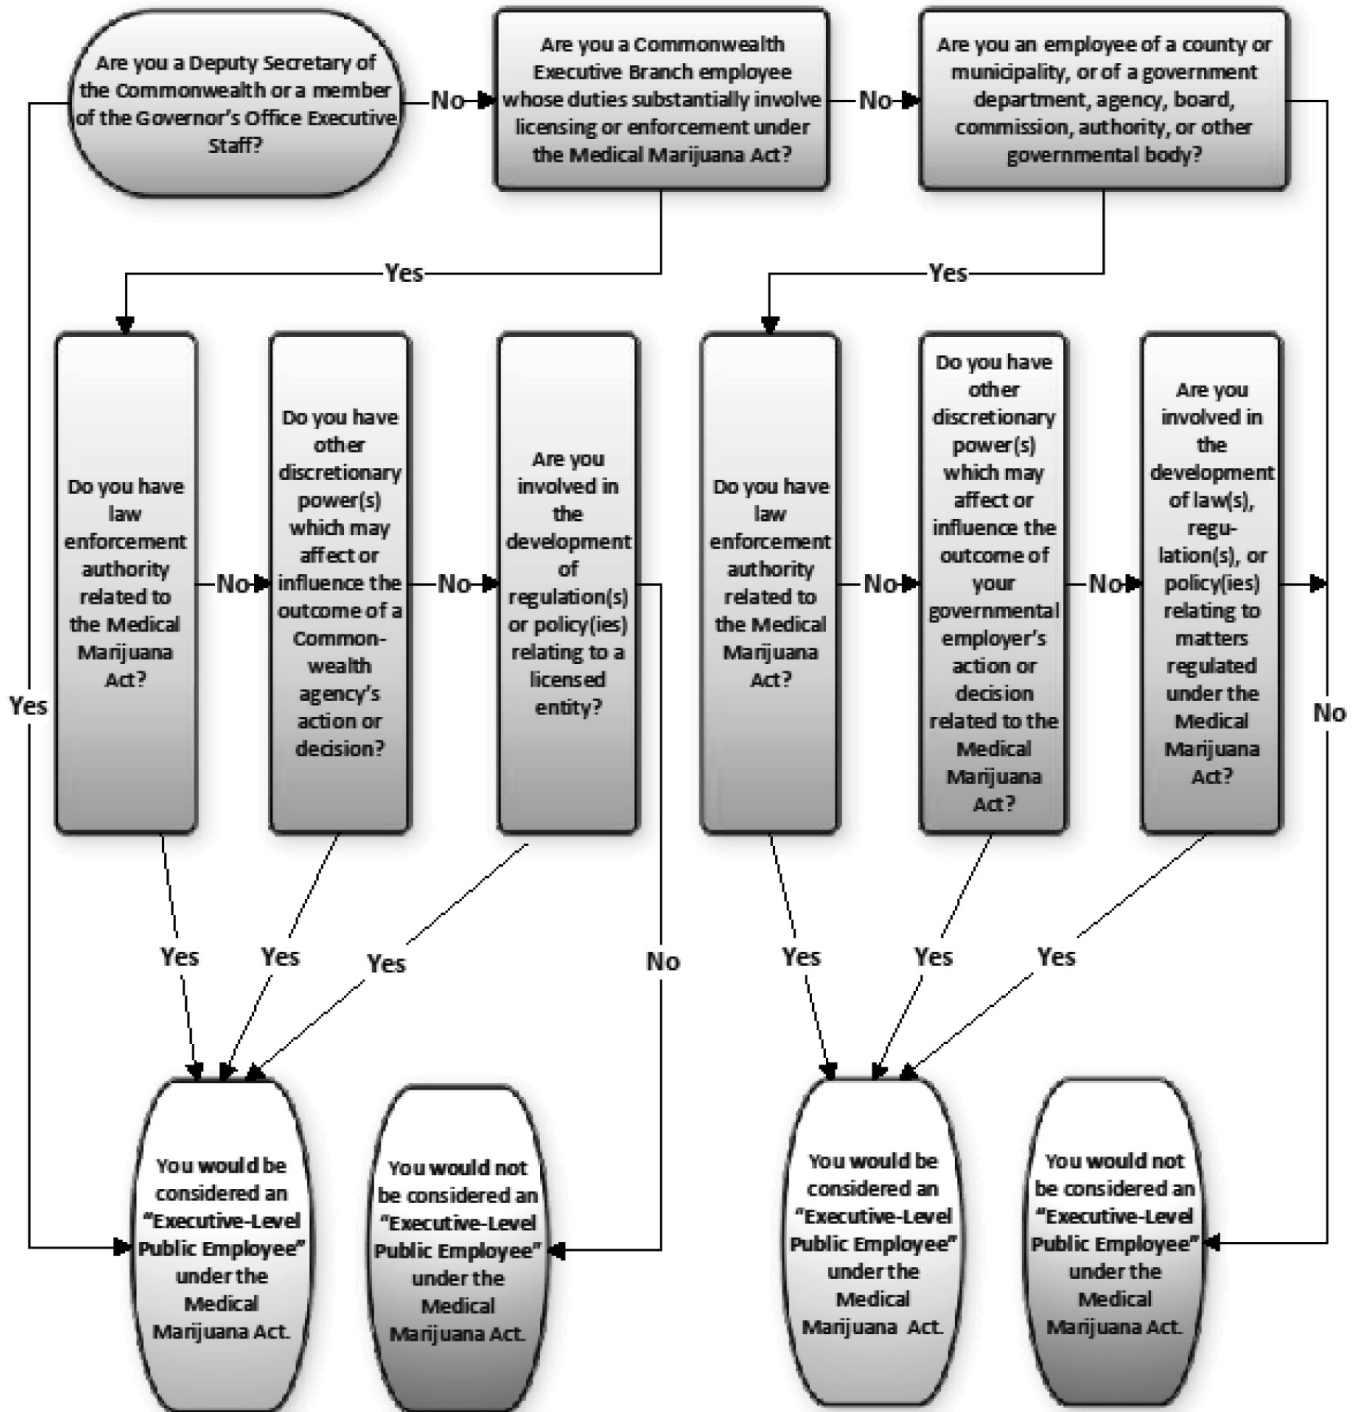 Are you a Deputy Secretary of
the Commonwealth or a member
of the Governor's Office Executive
Staff?
No
Are you a Commonwealth
Executive Branch employee
whose duties substantially involve
licensing or enforcement under
the Medical Marijuana Act?
No
Are you an employee of a county or
municipality, or of a government
department, agency, board,
commission, authority, or other
governmental body?
Yes
Yes
Do you have
law
enforcement
authority
related to
the Medical
Marijuana
Act?
No
Do you have
other
discretionary
power(s)
which may
affect or
influence the
outcome of a
Common-
wealth
agency's
action or
decision?
No
Are you
involved in
the
development
of
regulation(s)
or policy(ies)
relating to a
licensed
entity?
Do you have
law
enforcement
authority
related to
the Medical
Marijuana
Act?
No
Do you have
other
discretionary
power(s)
which may
affect or
influence the
outcome of
your
governmental
employer's
action or
decision
related to the
Medical
Marijuana
Act?
No
Are you
involved in
the
development
of law(s),
regu-
lation(s), or
policy(ies)
relating to
matters
regulated
under the
Medical
Marijuana
Act?
Yes
No
Yes
Yes
Yes
No
Yes
Yes
Yes
You would be
considered an
"Executive-Level
Public Employee"
under the
Medical
Marijuana Act.
You would not
be considered an
"Executive-Level
Public Employee"
under the
Medical
Marijuana Act.
You would be
considered an
"Executive-Level
Public Employee"
under the
Medical
Marijuana Act.
You would not
be considered an
"Executive-Level
Public Employee"
under the
Medical
Marijuana Act.